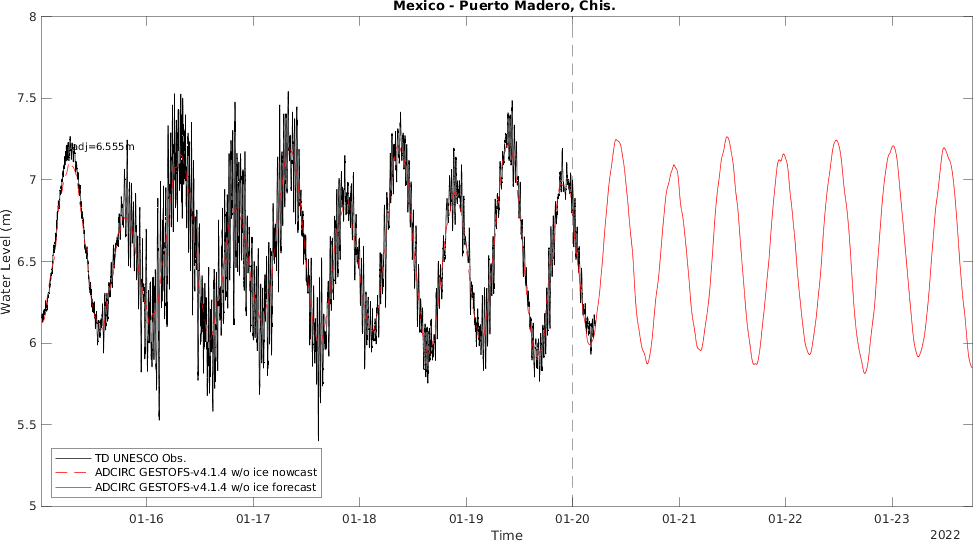 Mexico - Puerto Madero, Chis.
8
7.5
7
6.5
6
5.5
5
Water Level (m)
adj=6.555m
TD UNESCO Obs.
ADCIRC GESTOFS-v4.1.4 w/o ice nowcast
ADCIRC GESTOFS-v4.1.4 w/o ice forecast
01-16 01-17 01-18 01-19 01-20 01-21 01-22 01-23
Time
2022